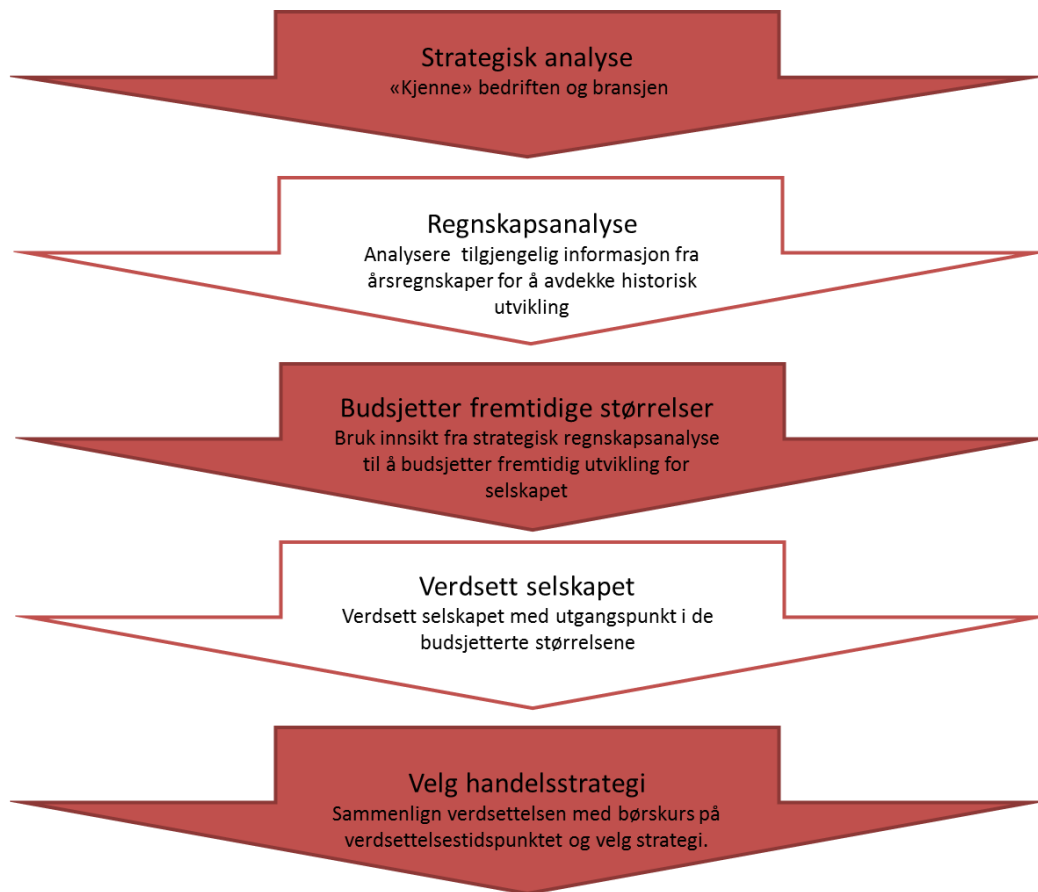 Strategisk analyse
«Kjenne» bedriften og bransjen
Regnskapsanalyse
Analysere tilgjengelig informasjon fra
årsregnskaper for å avdekke historisk
utvikling
Budsjetter fremtidige størrelser
Bruk innsikt fra strategisk regnskapsanalyse
til å budsjetter fremtidig utvikling for
selskapet
Verdsett selskapet
Verdsett selskapet med utgangspunkt i de
budsjetterte størrelsene
Velg handelsstrategi
Sammenlign verdsettelsen med børskurs på
verdsettelsestidspunktet og velg strategi.